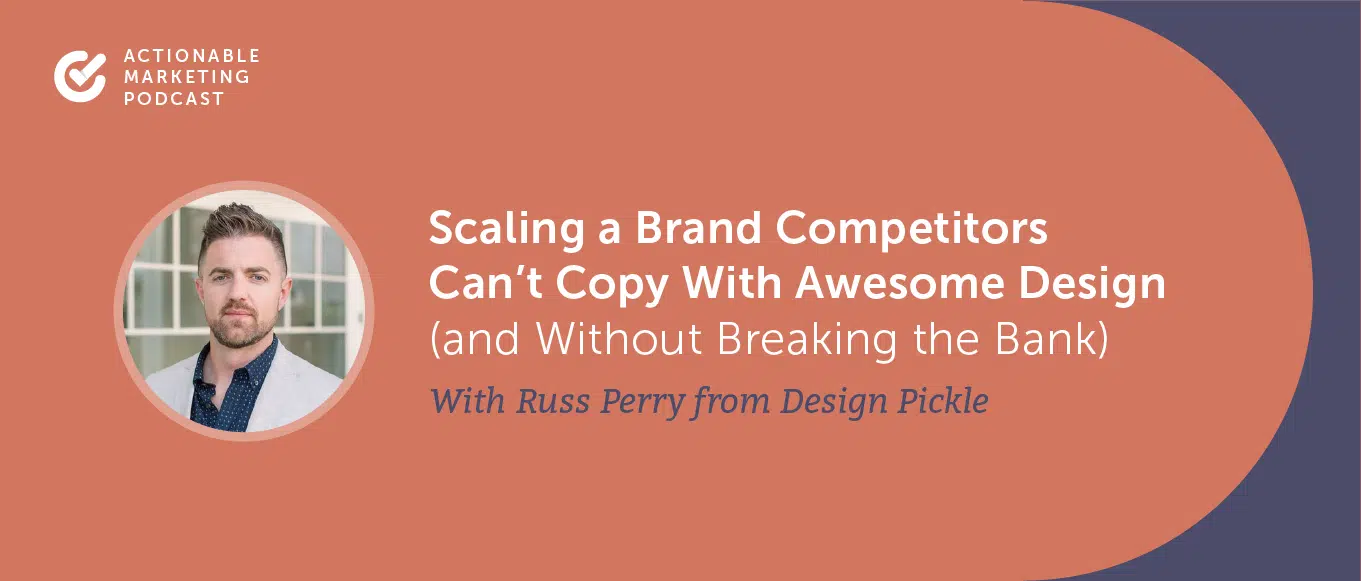 ACTIONABLE
MARKETING
PODCAST
Scaling a Brand Competitors
Can’t Copy With Awesome Design
(and Without Breaking the Bank)
With Russ Perry from Design Pickle